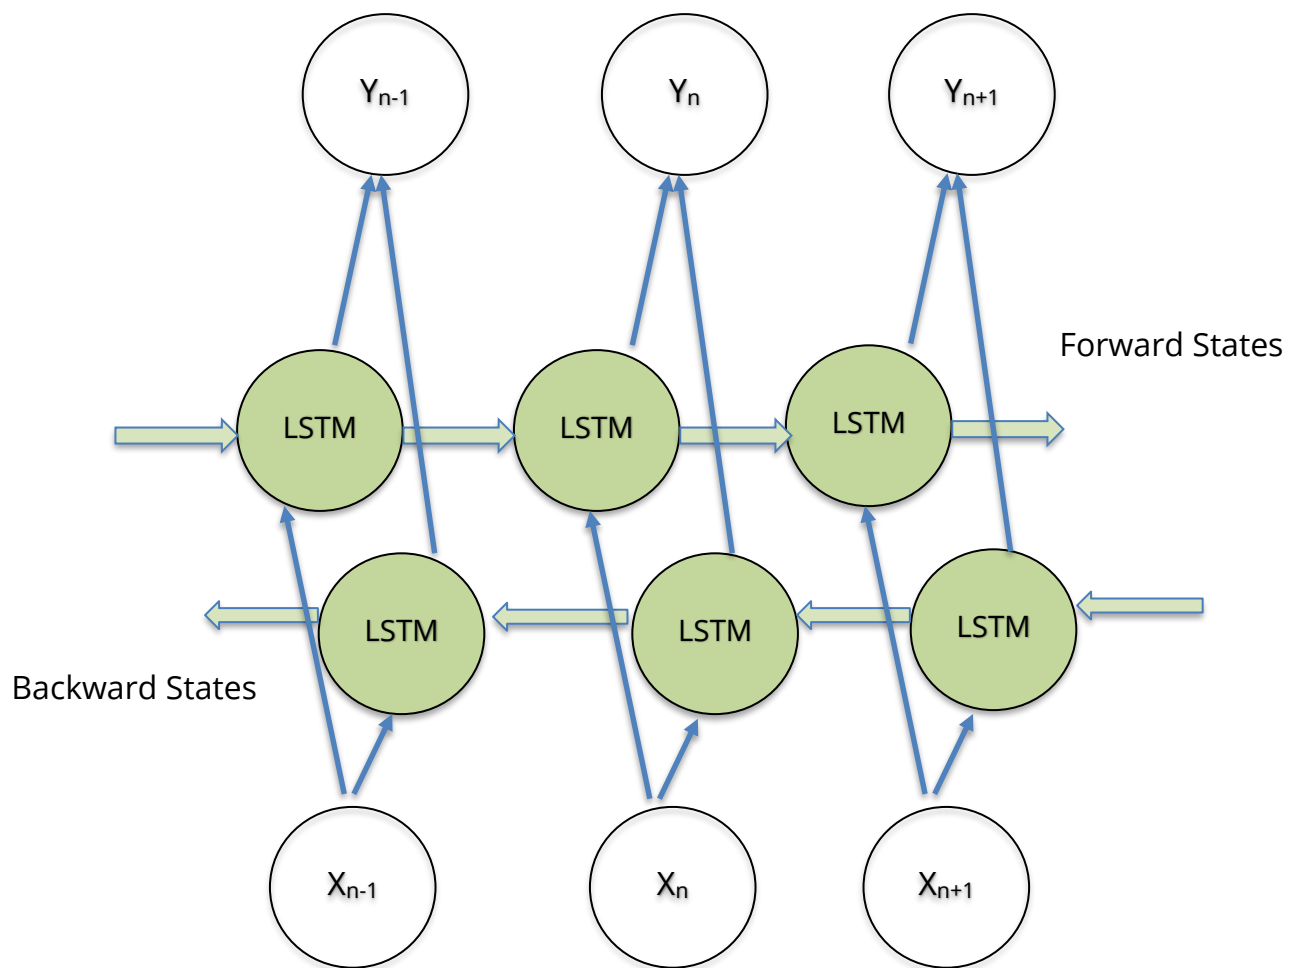 Yn-1
Yn
Yn+1
Forward States
LSTM
LSTM
LSTM
LSTM
LSTM
LSTM
Backward States
Xn-1
Xn
Xn+1